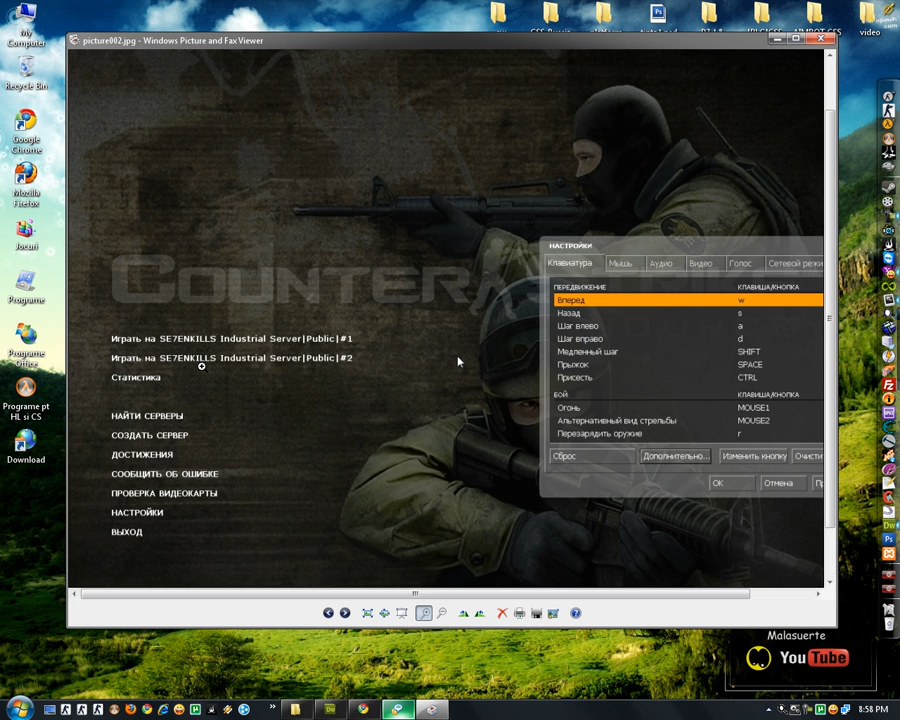 My
Computer
Recycle Bin
Google
Chrome
Mozilla
Firefox
Jocuri
Programe
Programe
Office
Programe pt
HL si CS
Download
video
picture002.jpg - Windows Picture and Fax Viewer
COUNTER
Играть на SE7ENKILLS Industrial Server|Public|#1
Играть на SE7ENKILLS Industrial Server|Public|#2
Статистика
НАЙТИ СЕРВЕРЫ
СОЗДАТЬ СЕРВЕР
ДОСТИЖЕНИЯ
СООБЩИТЬ ОБ ОШИБКЕ
ПРОВЕРКА ВИДЕОКАРТЫ
НАСТРОЙКИ
ВЫХОД
НАСТРОЙКИ
Клавиатура Мышь Аудио Видео Голос Сетевой режи
ПЕРЕДВИЖЕНИЕ КЛАВИША/КНОПКА
Вперед w
Назад s
Шаг влево a
Шаг вправо d
Медленный шаг SHIFT
Прыжок SPACE
Присесть CTRL
БОЙ КЛАВИША/КНОПКА
Огонь MOUSE1
Альтернативный вид стрельбы MOUSE2
Перезарядить оружие r
Сброс Дополнительно... Изменить кнопку Очисти
ОК Отмена Пр
Malasuerte
YouTube
8:58 PM